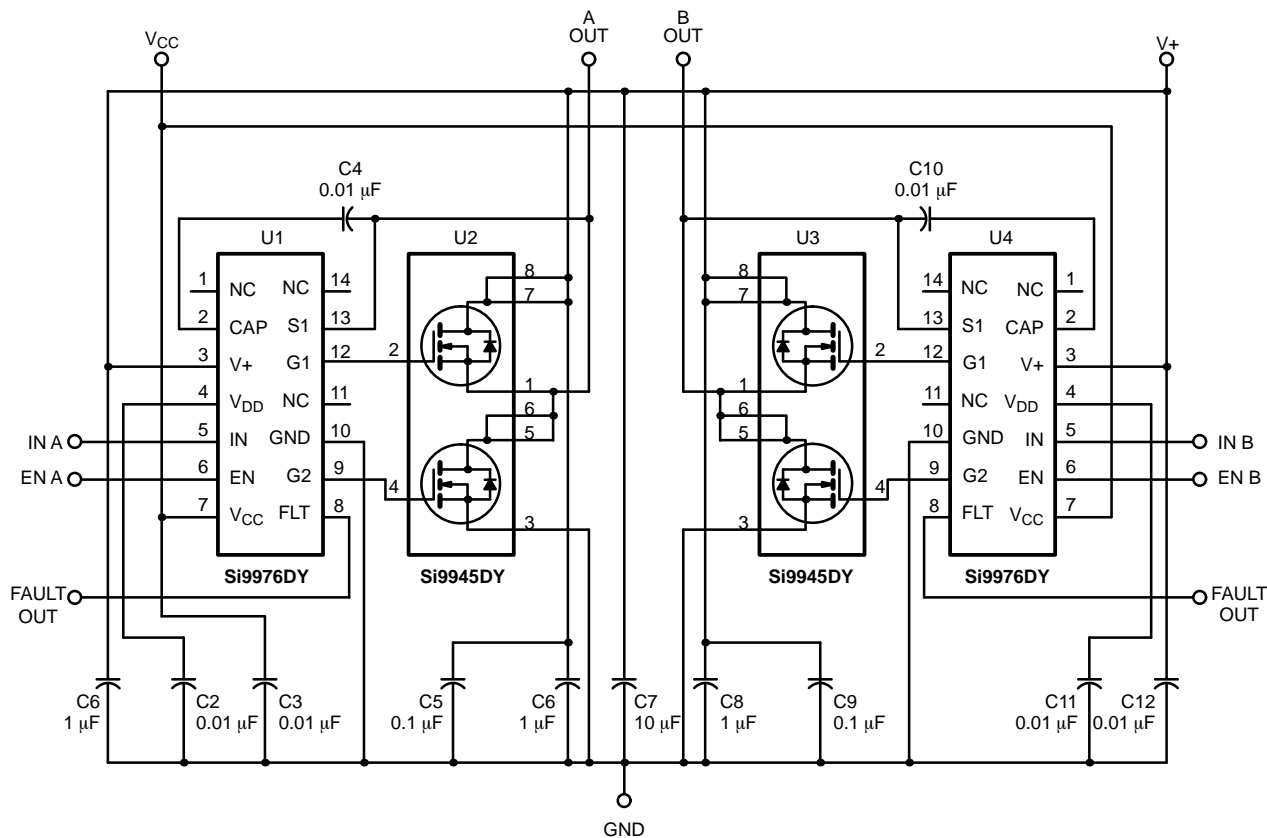 A
OUT
B
OUT
VCC
V+
C4
0.01 μF
C10
0.01 μF
U1
U2
U3
U4
1
NC
NC
14
2
CAP
S1
13
3
V+
G1
12
4
VDD
NC
11
5
IN
GND
10
6
EN
G2
9
7
VCC
FLT
8
Si9976DY
8
7
2
1
6
5
4
3
Si9945DY
8
7
2
1
6
5
4
3
Si9945DY
14
NC
NC
1
13
S1
CAP
2
12
G1
V+
3
11
NC
VDD
4
10
GND
IN
5
9
G2
EN
6
8
FLT
VCC
7
Si9976DY
IN A
EN A
FAULT
OUT
IN B
EN B
FAULT
OUT
C6
1 μF
C2
0.01 μF
C3
0.01 μF
C5
0.1 μF
C6
1 μF
C7
10 μF
C8
1 μF
C9
0.1 μF
C11
0.01 μF
C12
0.01 μF
GND